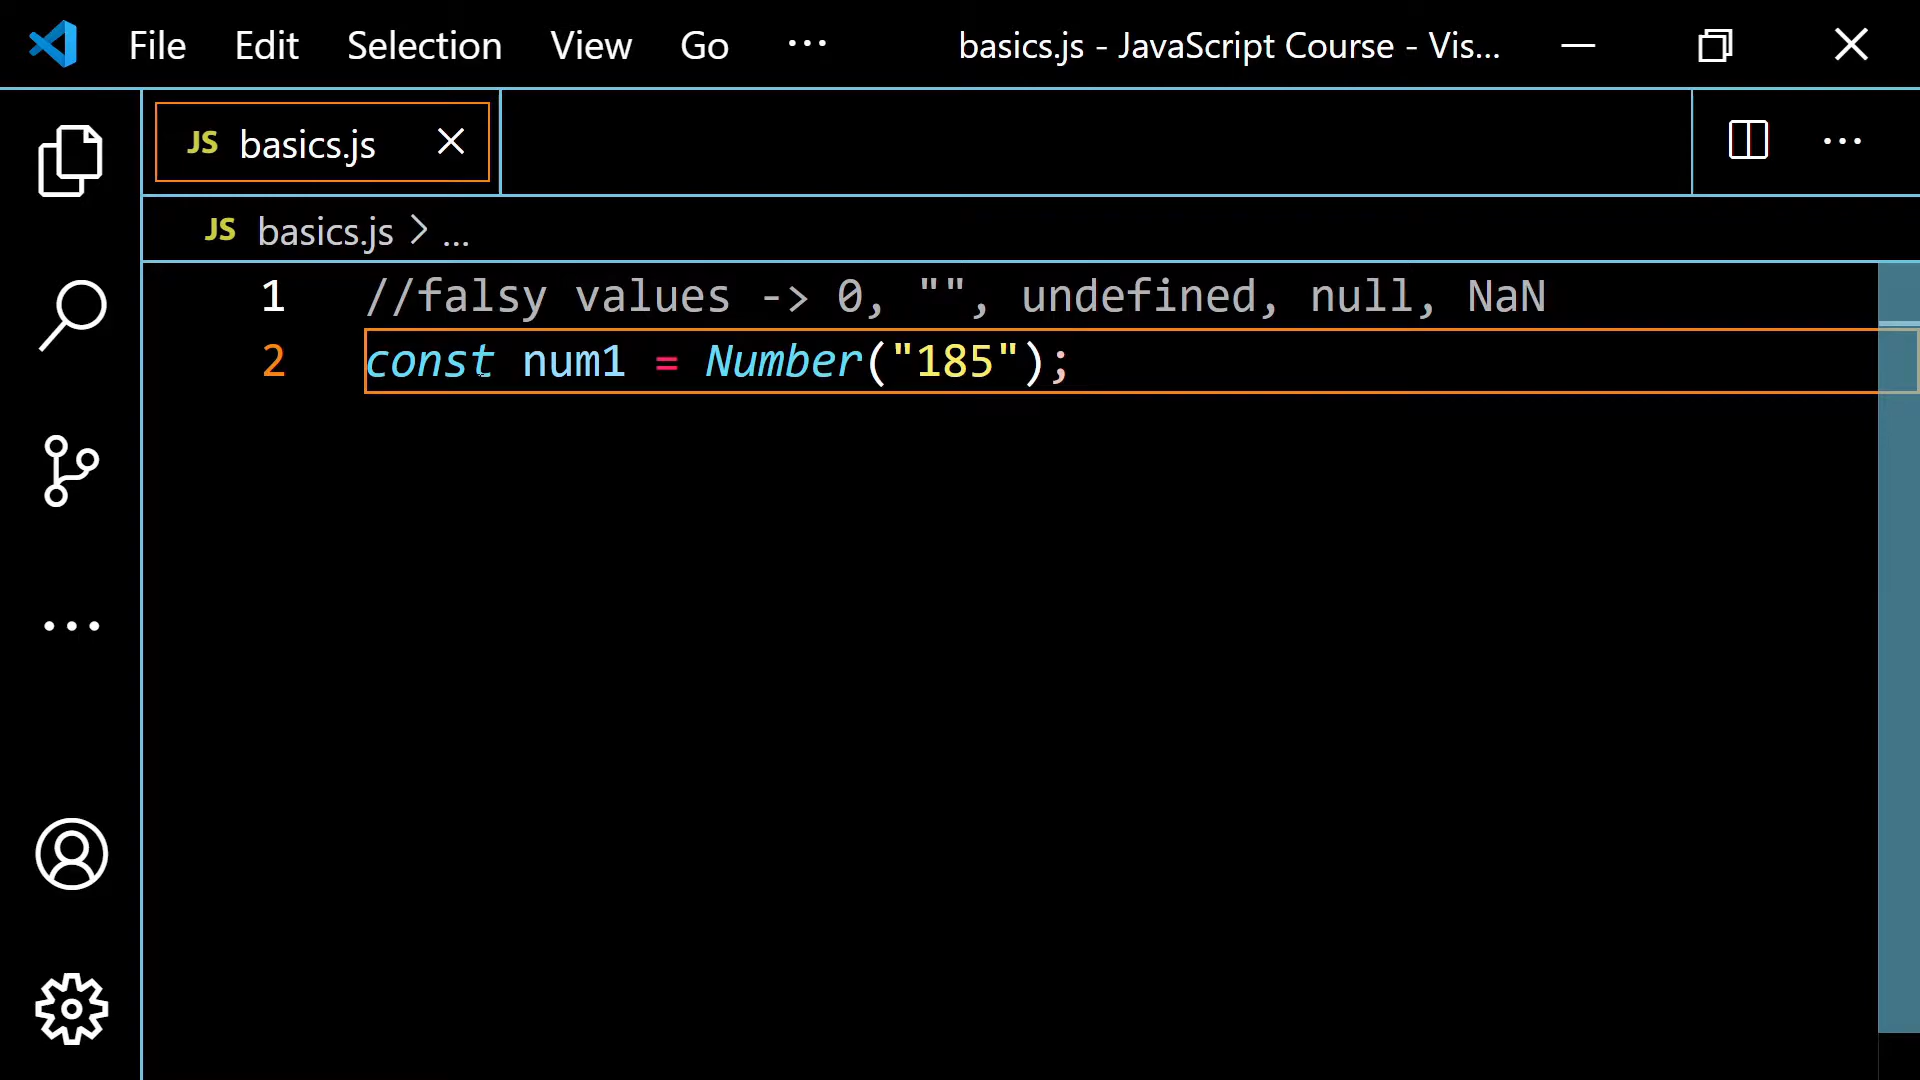 File Edit Selection View Go ··· basics.js - JavaScript Course - Vis...
JS basics.js
JS basics.js > ...
1 //falsy values -> 0, "", undefined, null, NaN
2 const num1 = Number("185");